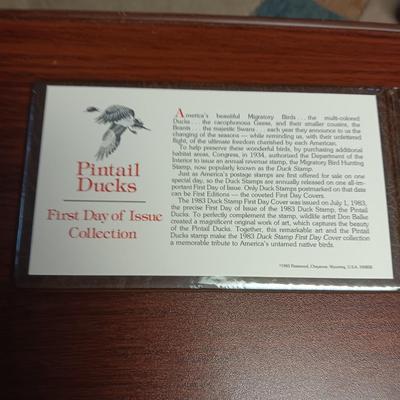 Pintail
Ducks
First Day of Issue
Collection
America's beautiful Migratory Birds . . . the multi-colored
Ducks . . . the cacophonous Geese, and their smaller cousins, the
Brants . . . the majestic Swans . . . each year they announce to us the
changing of the seasons — while reminding us, with their unfettered
flight, of the ultimate freedom cherished by each American.
To help preserve these wonderful birds, by purchasing additional
habitat areas, Congress, in 1934, authorized the Department of
the Interior to issue an annual revenue stamp, the Migratory Bird Hunting
Stamp, now popularly known as the Duck Stamp.
Just as America's postage stamps are first offered for sale on one
special day, so the Duck Stamps are annually released on one all-im-
portant First Day of Issue. Only Duck Stamps postmarked on that date
can be First Editions — the coveted First Day Covers.
The 1983 Duck Stamp First Day Cover was issued on July 1, 1983,
the precise First Day of Issue of the 1983 Duck Stamp, the Pintail
Ducks. To perfectly complement the stamp, wildlife artist Don Balke
created a magnificent original work of art, which captures the beauty
of the Pintail Ducks. Together, this remarkable art and the Pintail
Ducks stamp make the 1983 Duck Stamp First Day Cover collection
a memorable tribute to America's untamed native birds.
1983 Fleetwood, Cheyenne, Wyoming, U.S.A.